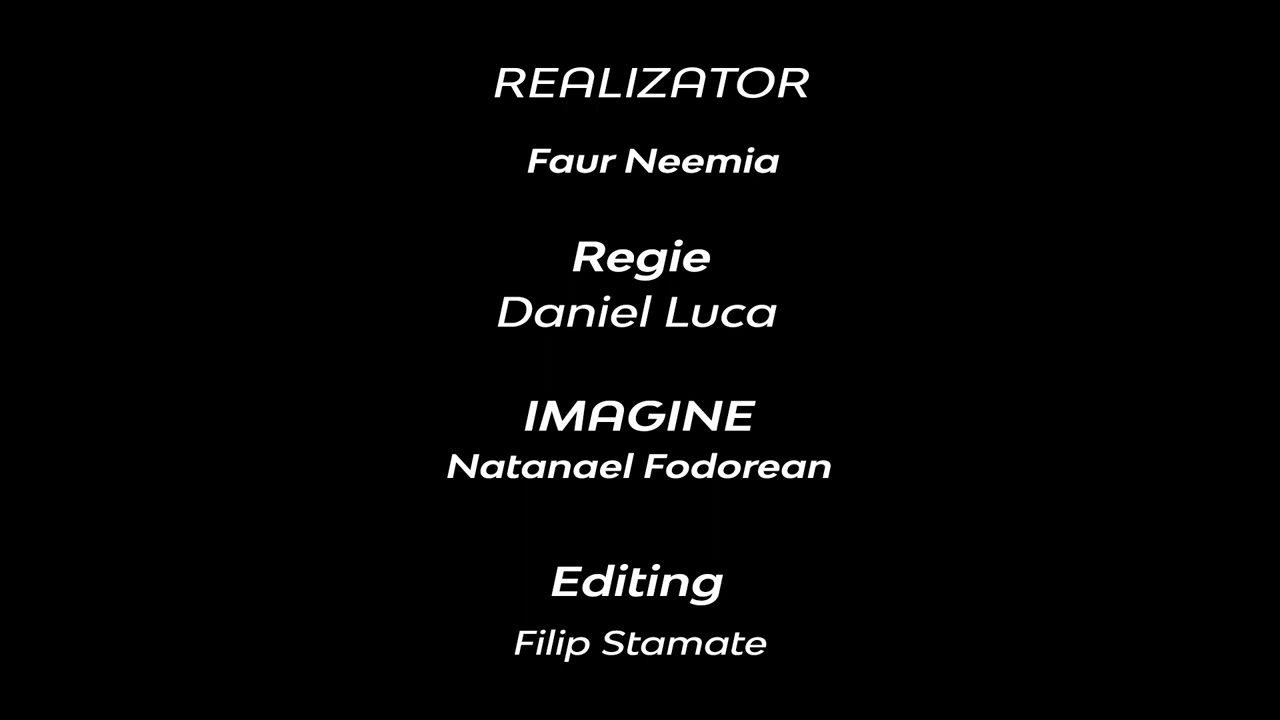 REALIZATOR
Faur Neemia
Regie
Daniel Luca
IMAGINE
Natanael Fodorean
Editing
Filip Stamate